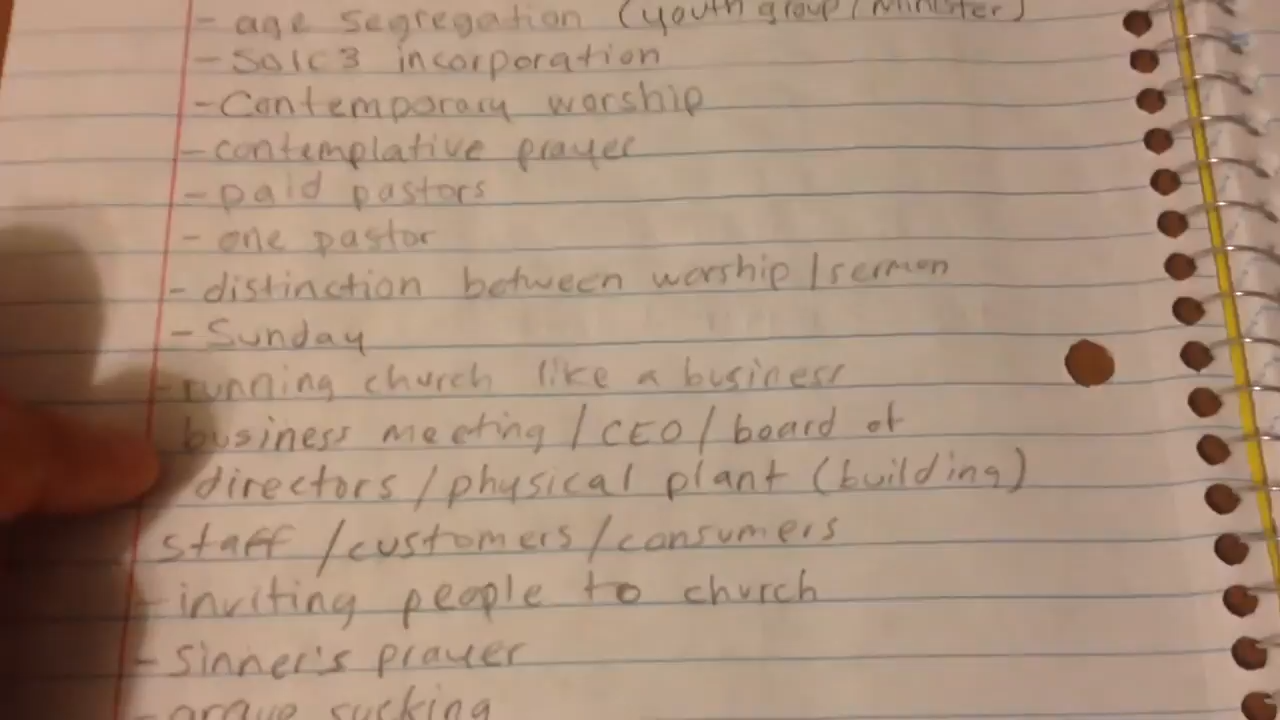 - age segregation (youth group/Minister)
- 501c3 incorporation
- Contemporary worship
- contemplative prayer
- paid pastors
- one pastor
- distinction between worship/sermon
- Sunday
- running church like a business
business meeting/CEO/board of
directors/physical plant (building)
staff/customers/consumers
- inviting people to church
- Sinner's prayer
- grave sucking